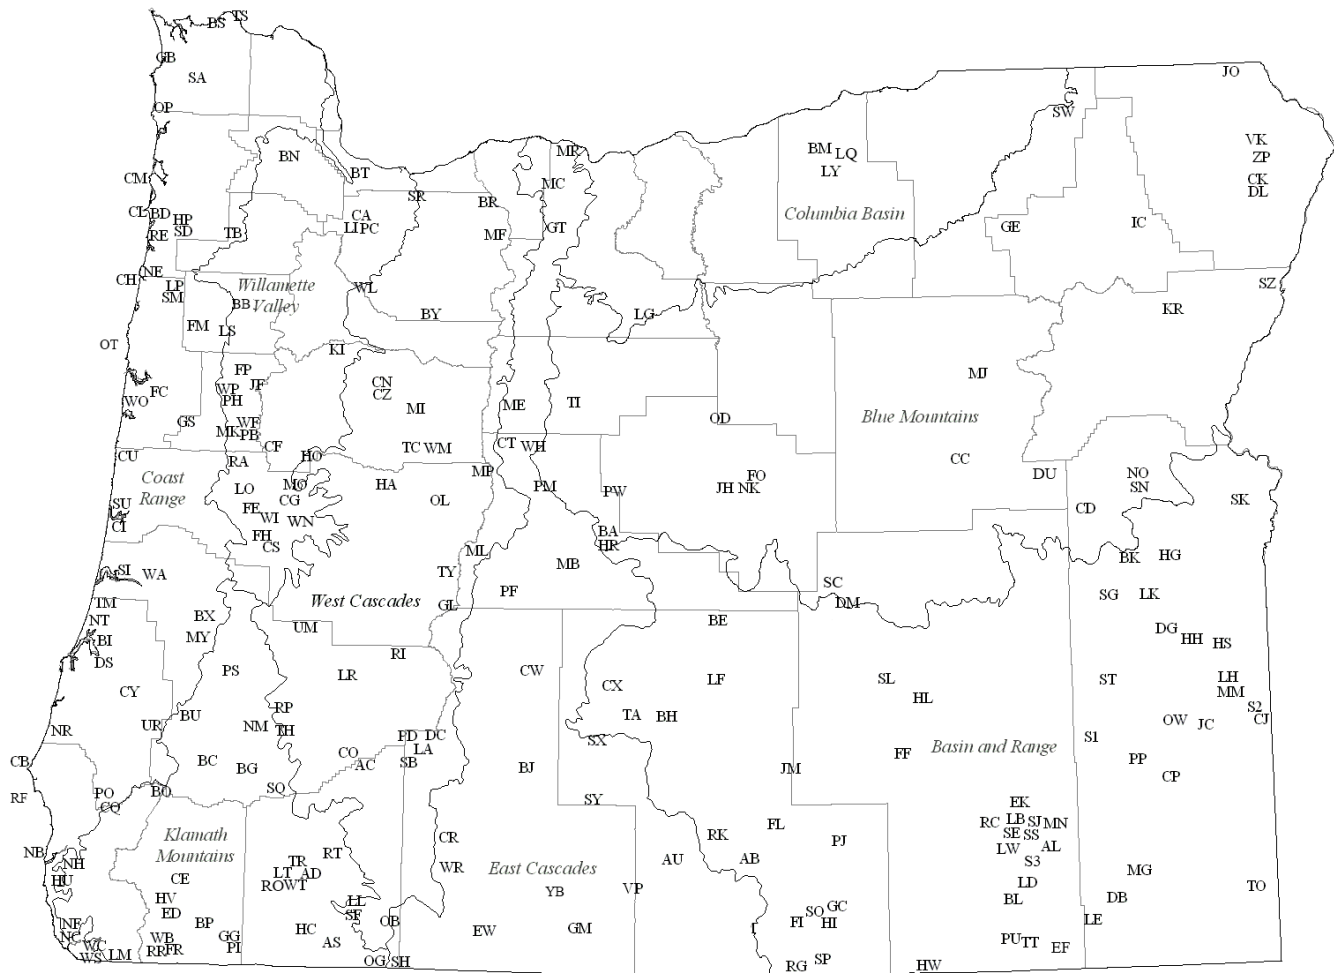 BS TS
GB
SA
JO
OP
SW
BN
MR
BM LQ
VK
ZP
BT
LY
CM
MC
CK
DL
SR
BR
CL BD
HP
CA
Columbia Basin
RE SD
TB
LI PC
MF
GT
GE
IC
CH NE
LP
SM
Willamette
Valley
WL
SZ
BB
BY
LG
KR
FM
LS
OT
KI
FP
JF
CN
CZ
MJ
WO FC
WP
PH
MI
ME
TI
OD
Blue Mountains
GS
WF
MK PB
CF
TC WM
CT WH
CU
RA
HO
MP
CC
Coast
Range
LO
MO
CG
HA
OL
PM
PW
FO
JH NK
DU
NO
SN
SU
CI
FE
WI
WN
CD
SK
FH
CS
BA
HR
ML
HG
BK
SI
WA
TY
MB
SC
TM
West Cascades
GL
PF
DM
SG
LK
NT
BX
UM
BE
BI
MY
DG
HH
HS
DS
PS
RI
LR
CW
CX
LF
SL
ST
LH
MM
CY
HL
S2
UR BU
RP
TA
BH
OW
JC
CJ
NR
NM TH
FD DC
LA
SX
S1
CO
Basin and Range
CB
BC
BG
AC
SB
BJ
JM
FF
PP
CP
RF
PO
CQ
BO
SQ
SY
EK
RC LB SJ MN
FL
Klamath
Mountains
CR
RK
PJ
SE SS
NB
NH
RT
LW
AL
TR
AD
WR
East Cascades
AU
AB
S3
HU
CE
LT
RO WT
YB
VP
LD
MG
TO
HV
ED
LL
SF
SO GC
BL
DB
NF
NC
BP
HC
OB
EW
GM
FI HI
LE
WB
GG
AS
PU TT
EF
WC
WS LM
RR FR
PI
OG SH
RG
SP
HW